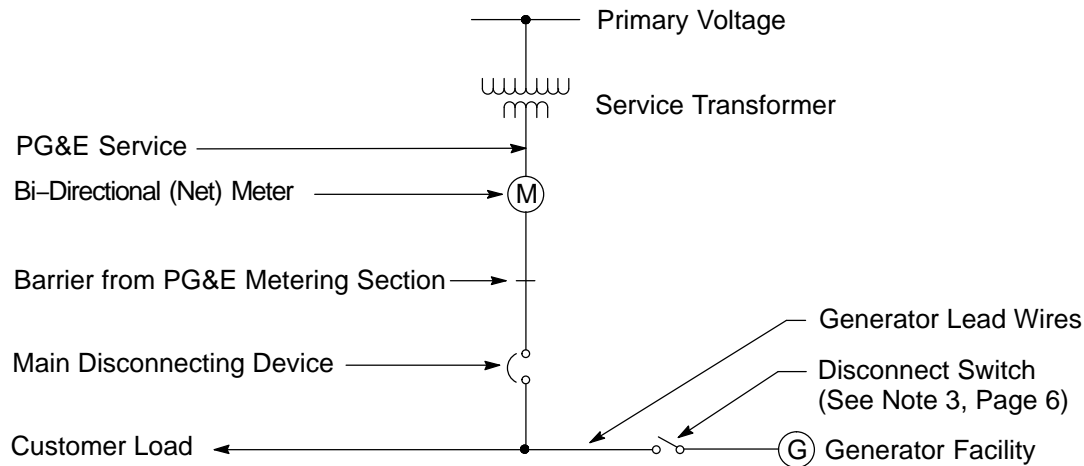 Primary Voltage
Service Transformer
PG&E Service
Bi–Directional (Net) Meter
M
Barrier from PG&E Metering Section
Generator Lead Wires
Main Disconnecting Device
Disconnect Switch
(See Note 3, Page 6)
Customer Load
G
Generator Facility